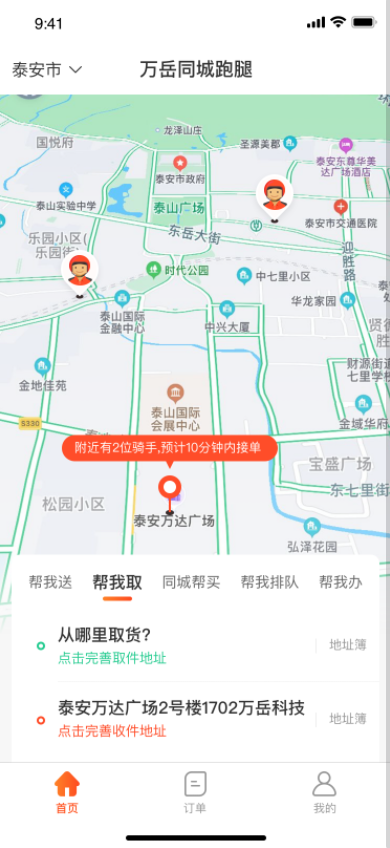 9:41
泰安市
万岳同城跑腿
龙泽山庄
国悦府
圣源美都
泰安市政府
泰安东尊华美
达广场酒店
泰山实验中学
泰山广场
泰安市交通医院
东岳大街
乐园小区(
乐园街
迎胜路
时代公园
中七里小区
华龙家园
泰山国际
金融中心
中兴大厦
财源街道
七里学校
金地佳苑
泰山国际
会展中心
金域华府
S330
附近有2位骑手,预计10分钟内接单
宝盛广场
东七里街
松园小区
泰安万达广场
弘泽花园
帮我送
帮我取
同城帮买
帮我排队
帮我办
从哪里取货?
地址簿
点击完善取件地址
泰安万达广场2号楼1702万岳科技
地址簿
点击完善收件地址
首页
订单
我的